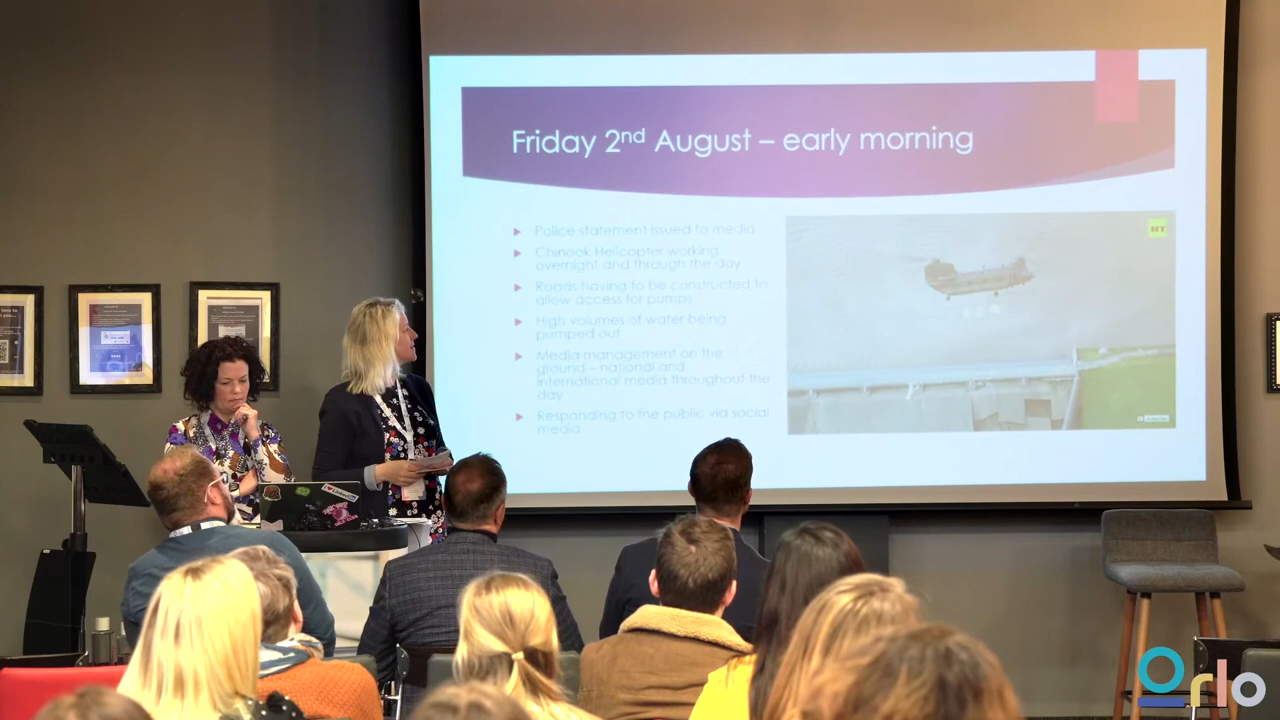 Friday 2nd August – early morning
Police statement issued to media
Chinook Helicopter working
overnight and through the day
Roads having to be constructed to
allow access for pumps
High volumes of water being
pumped out
Media management on the
ground – national and
international media throughout the
day
Responding to the public via social
media
RT
Orlo